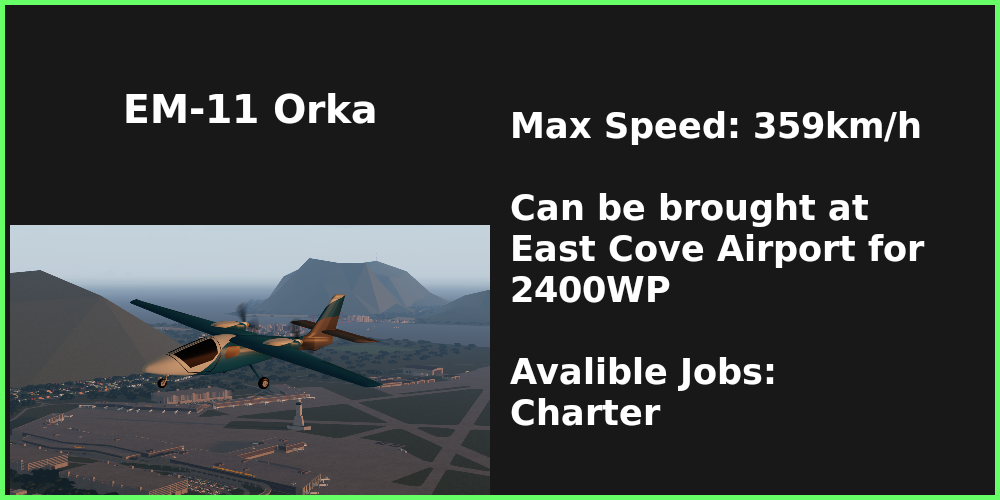 EM-11 Orka
Max Speed: 359km/h
Can be brought at
East Cove Airport for
2400WP
Avalible Jobs:
Charter